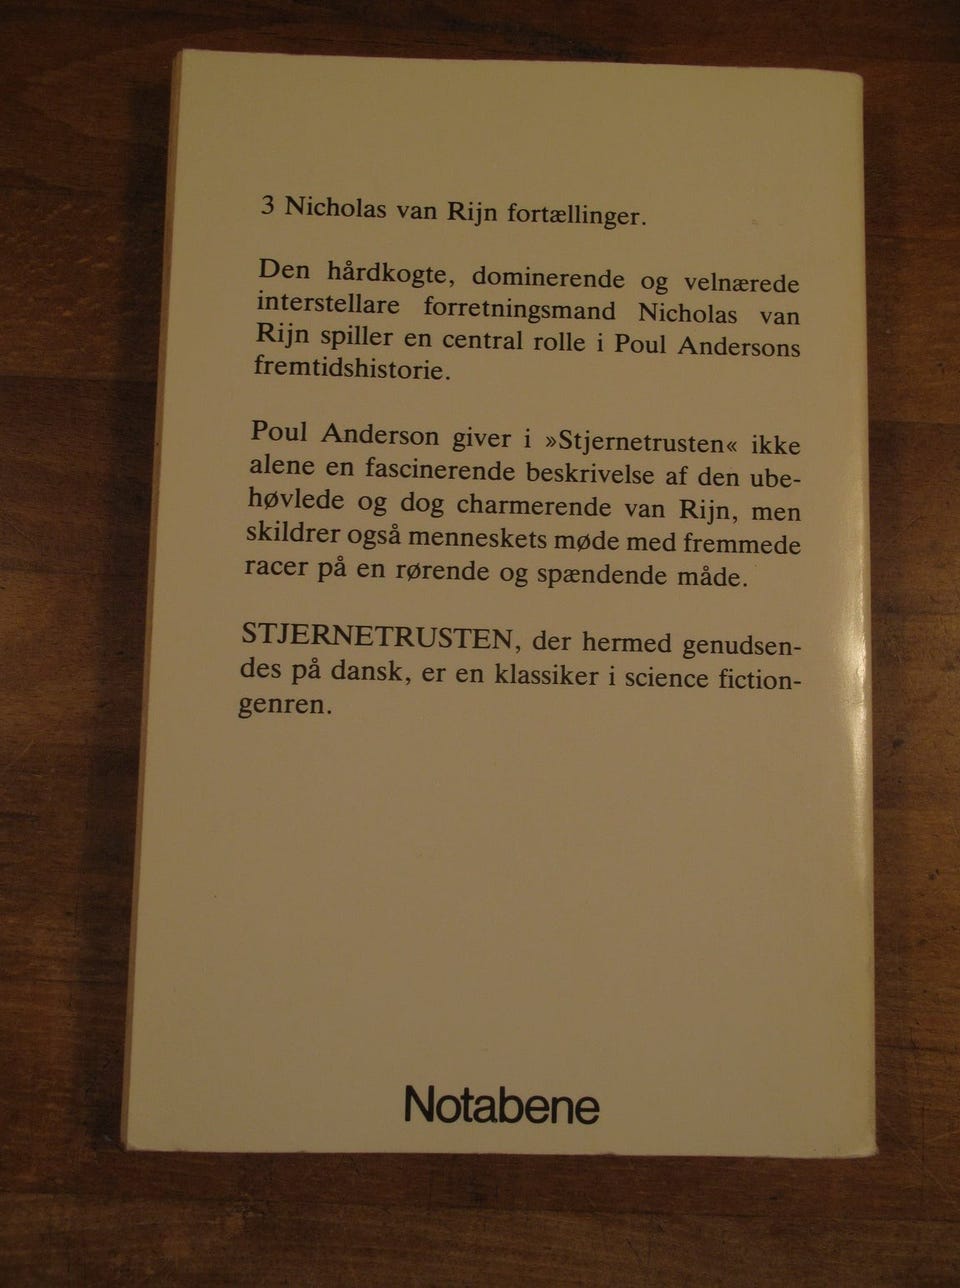 3 Nicholas van Rijn fortællinger.
Den hårdkogte, dominerende og velnærede
interstellare forretningsmand Nicholas van
Rijn spiller en central rolle i Poul Andersons
fremtidshistorie.
Poul Anderson giver i »Stjernetrusten« ikke
alene en fascinerende beskrivelse af den ube-
høvlede og dog charmerende van Rijn, men
skildrer også menneskets møde med fremmede
racer på en rørende og spændende måde.
STJERNETRUSTEN, der hermed genudsen-
des på dansk, er en klassiker i science fiction-
genren.
Notabene